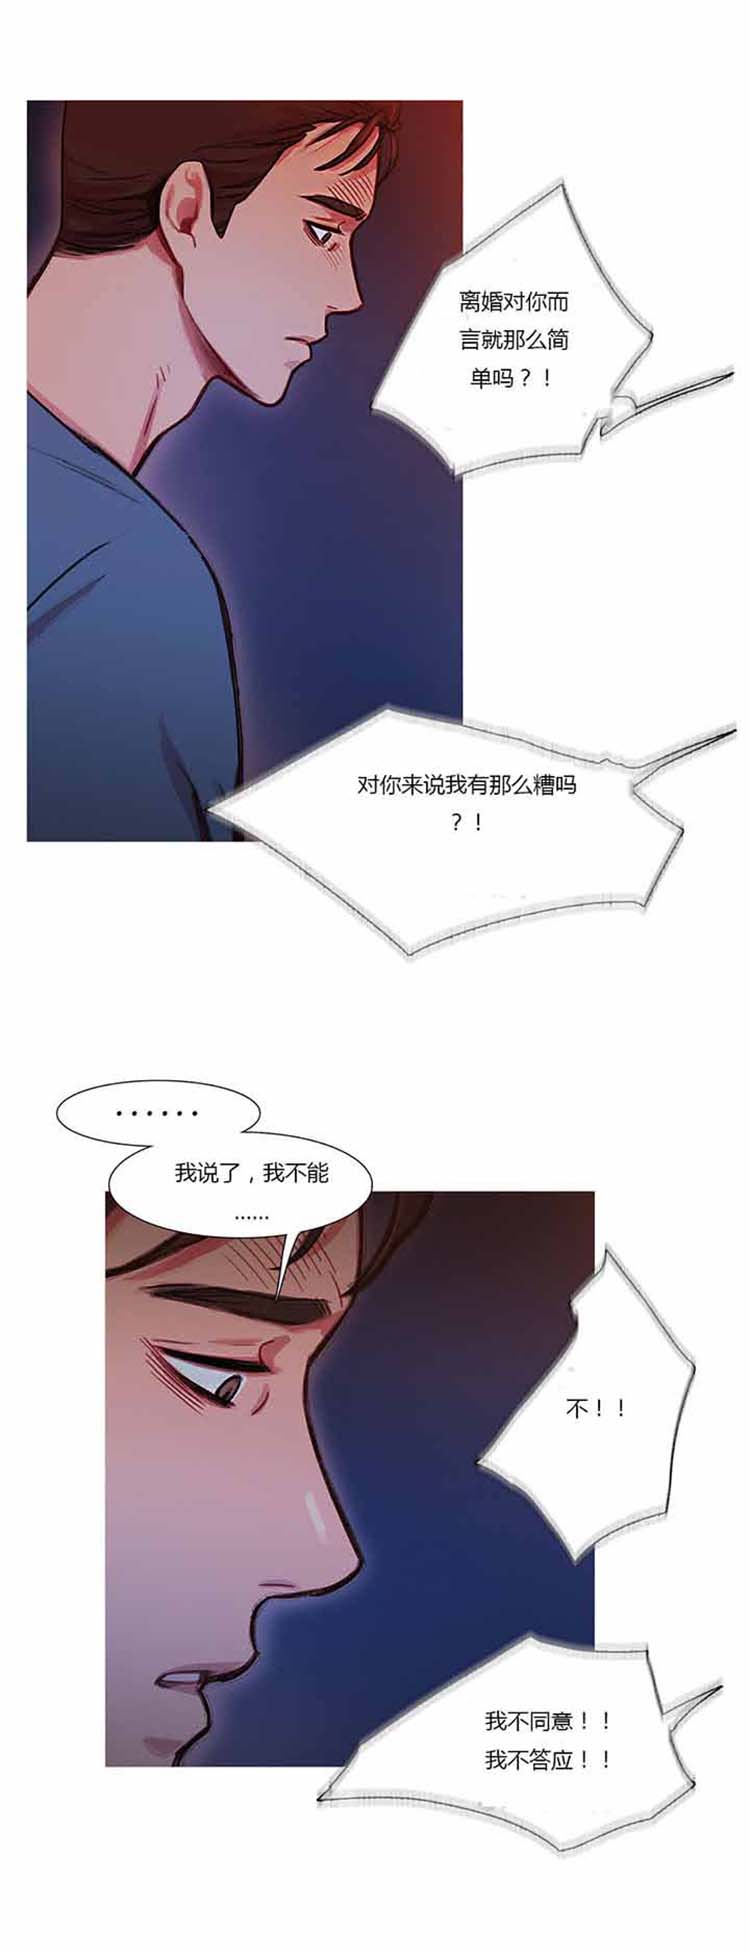 离婚对你而
言就那么简
单吗？！
对你来说我有那么糟吗
？！
······
我说了，我不能
······
不！！
我不同意！！
我不答应！！